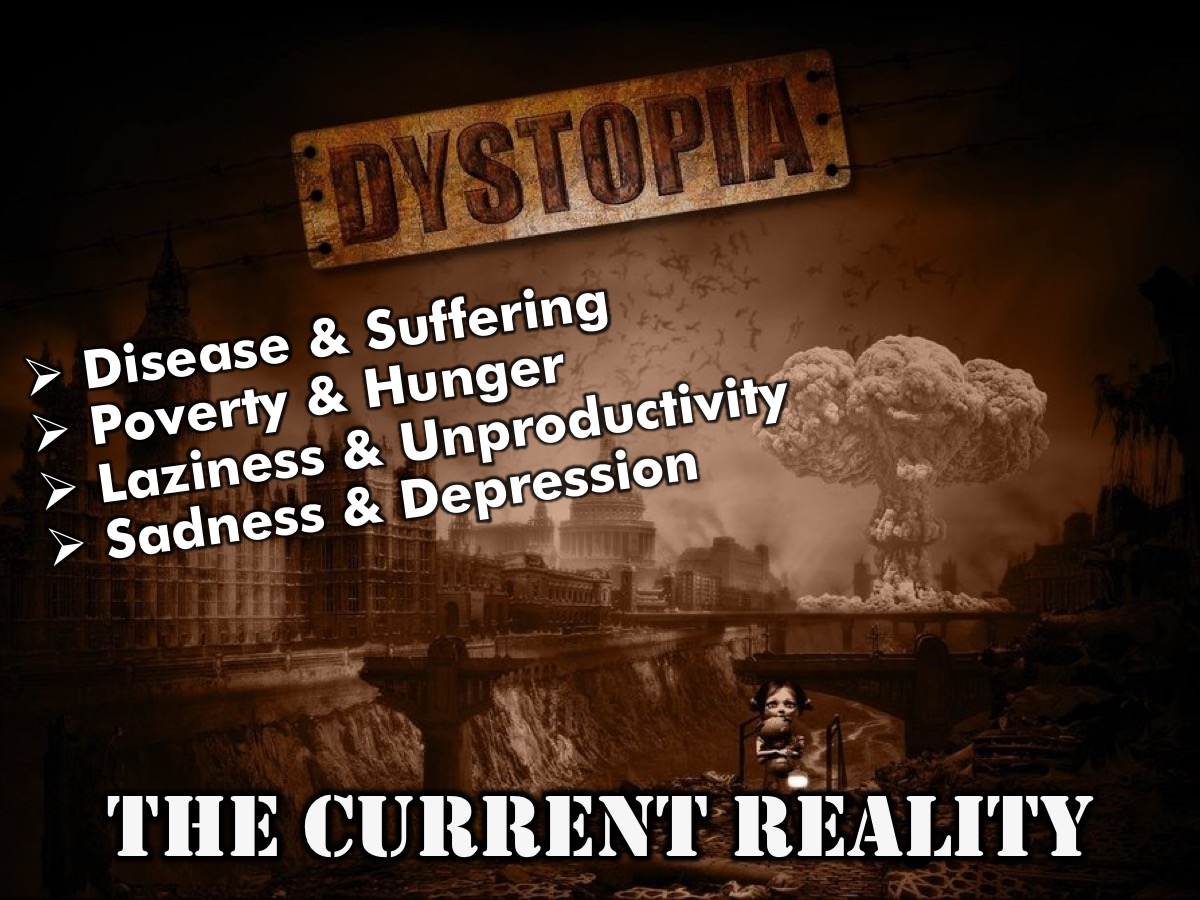 DYSTOPIA
➢ Disease & Suffering
➢ Poverty & Hunger
➢ Laziness & Unproductivity
➢ Sadness & Depression
THE CURRENT REALITY